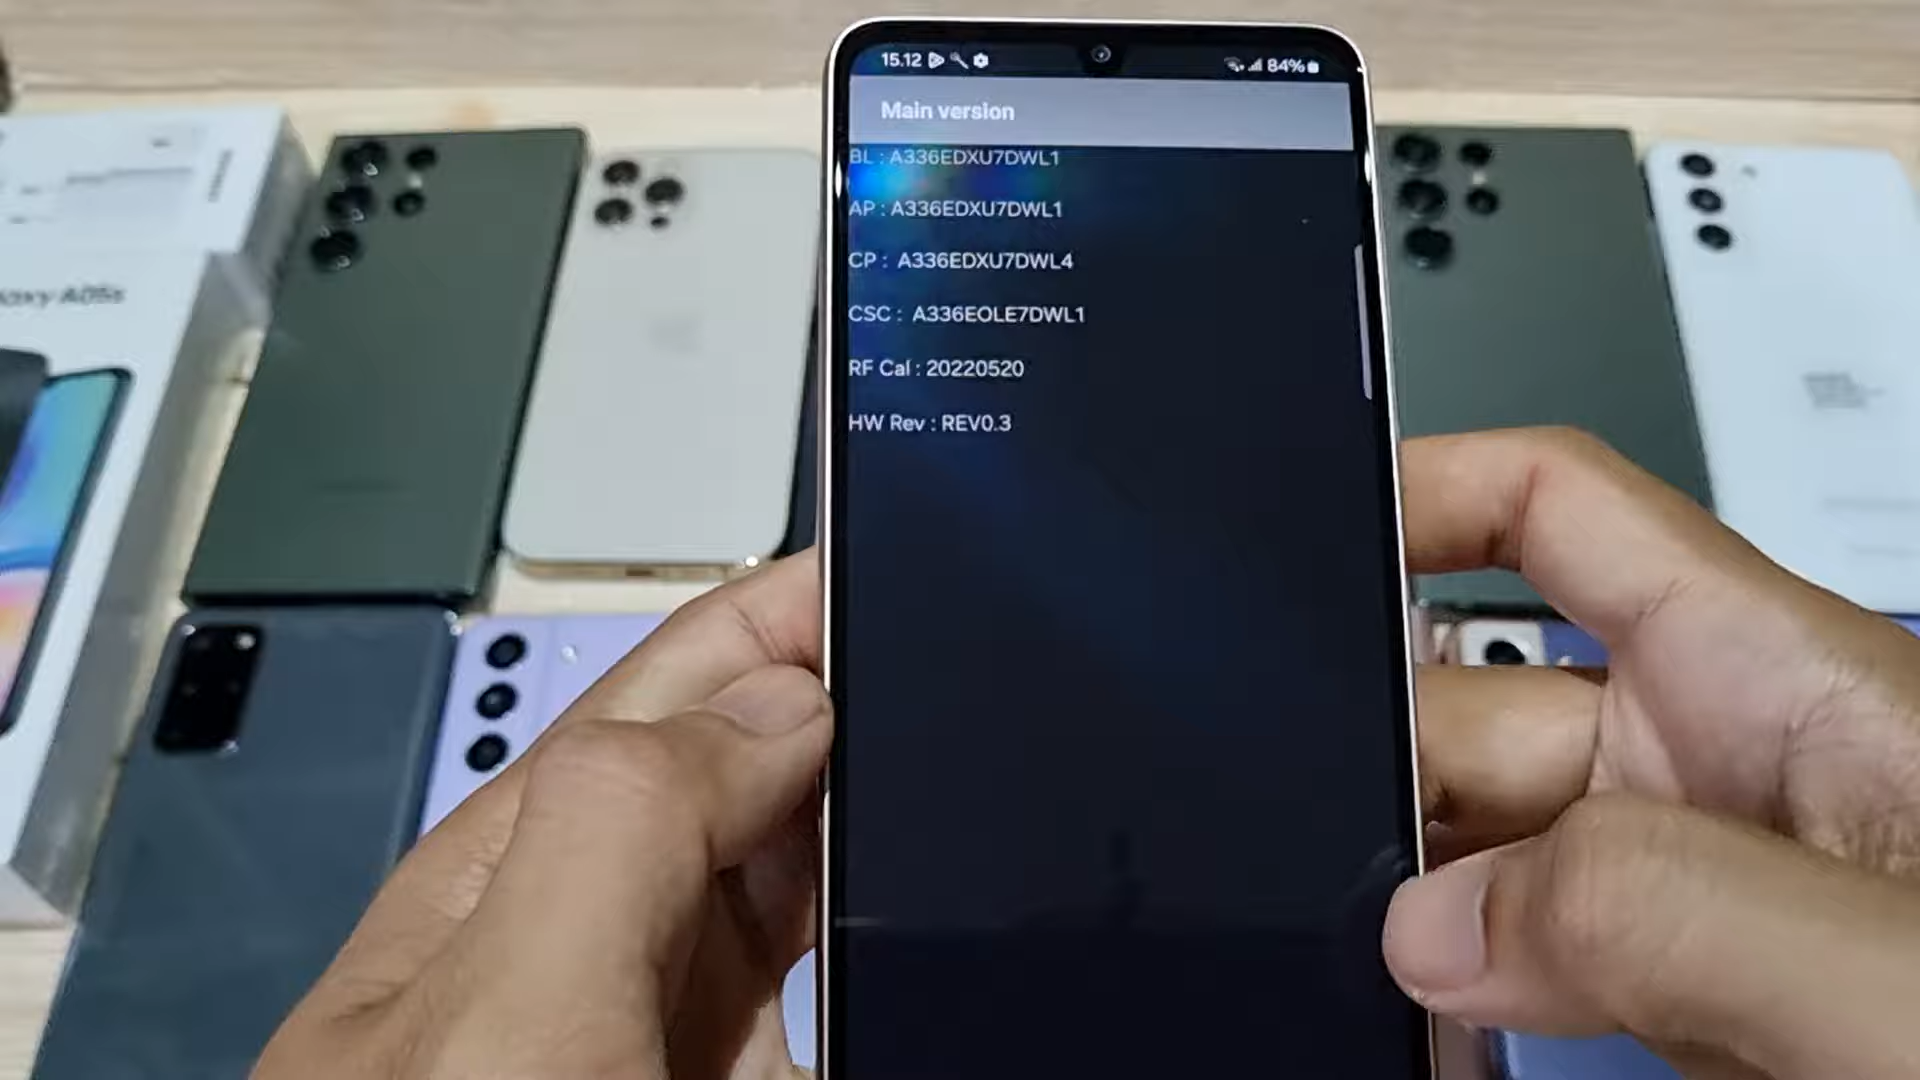 15.12
84%
Main version
BL : A336EDXU7DWL1
AP : A336EDXU7DWL1
CP : A336EDXU7DWL4
CSC : A336EOLE7DWL1
RF Cal : 20220520
HW Rev : REV0.3
A05s